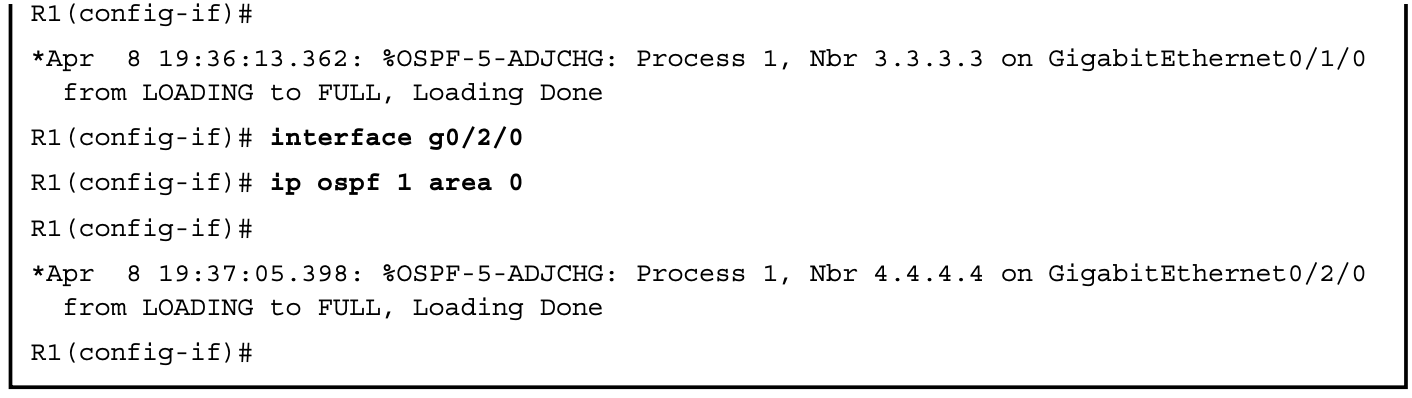 R1(config-if)#
*Apr  8 19:36:13.362: %OSPF-5-ADJCHG: Process 1, Nbr 3.3.3.3 on GigabitEthernet0/1/0
  from LOADING to FULL, Loading Done
R1(config-if)# interface g0/2/0
R1(config-if)# ip ospf 1 area 0
R1(config-if)#
*Apr  8 19:37:05.398: %OSPF-5-ADJCHG: Process 1, Nbr 4.4.4.4 on GigabitEthernet0/2/0
  from LOADING to FULL, Loading Done
R1(config-if)#